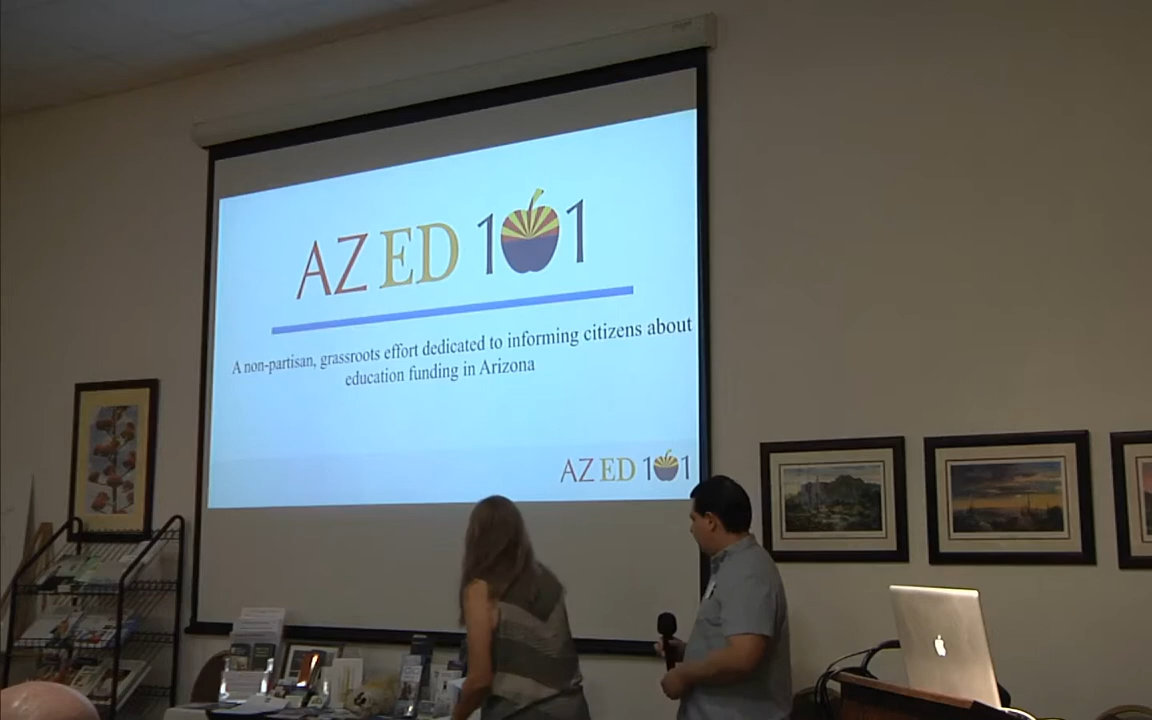 AZ ED 101
A non-partisan, grassroots effort dedicated to informing citizens about
education funding in Arizona
AZ ED 101